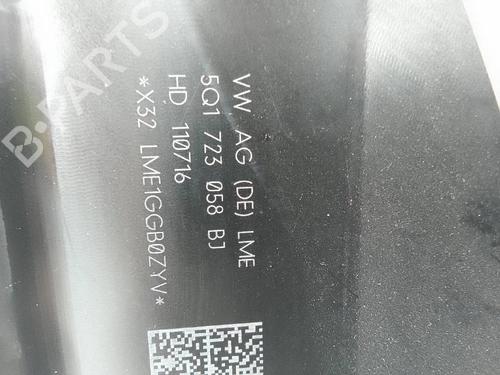 VW AG (DE) LME
5Q1 723 058 BJ
HD 110716
*X32 LME1GGB0ZYV*
B-PARTS